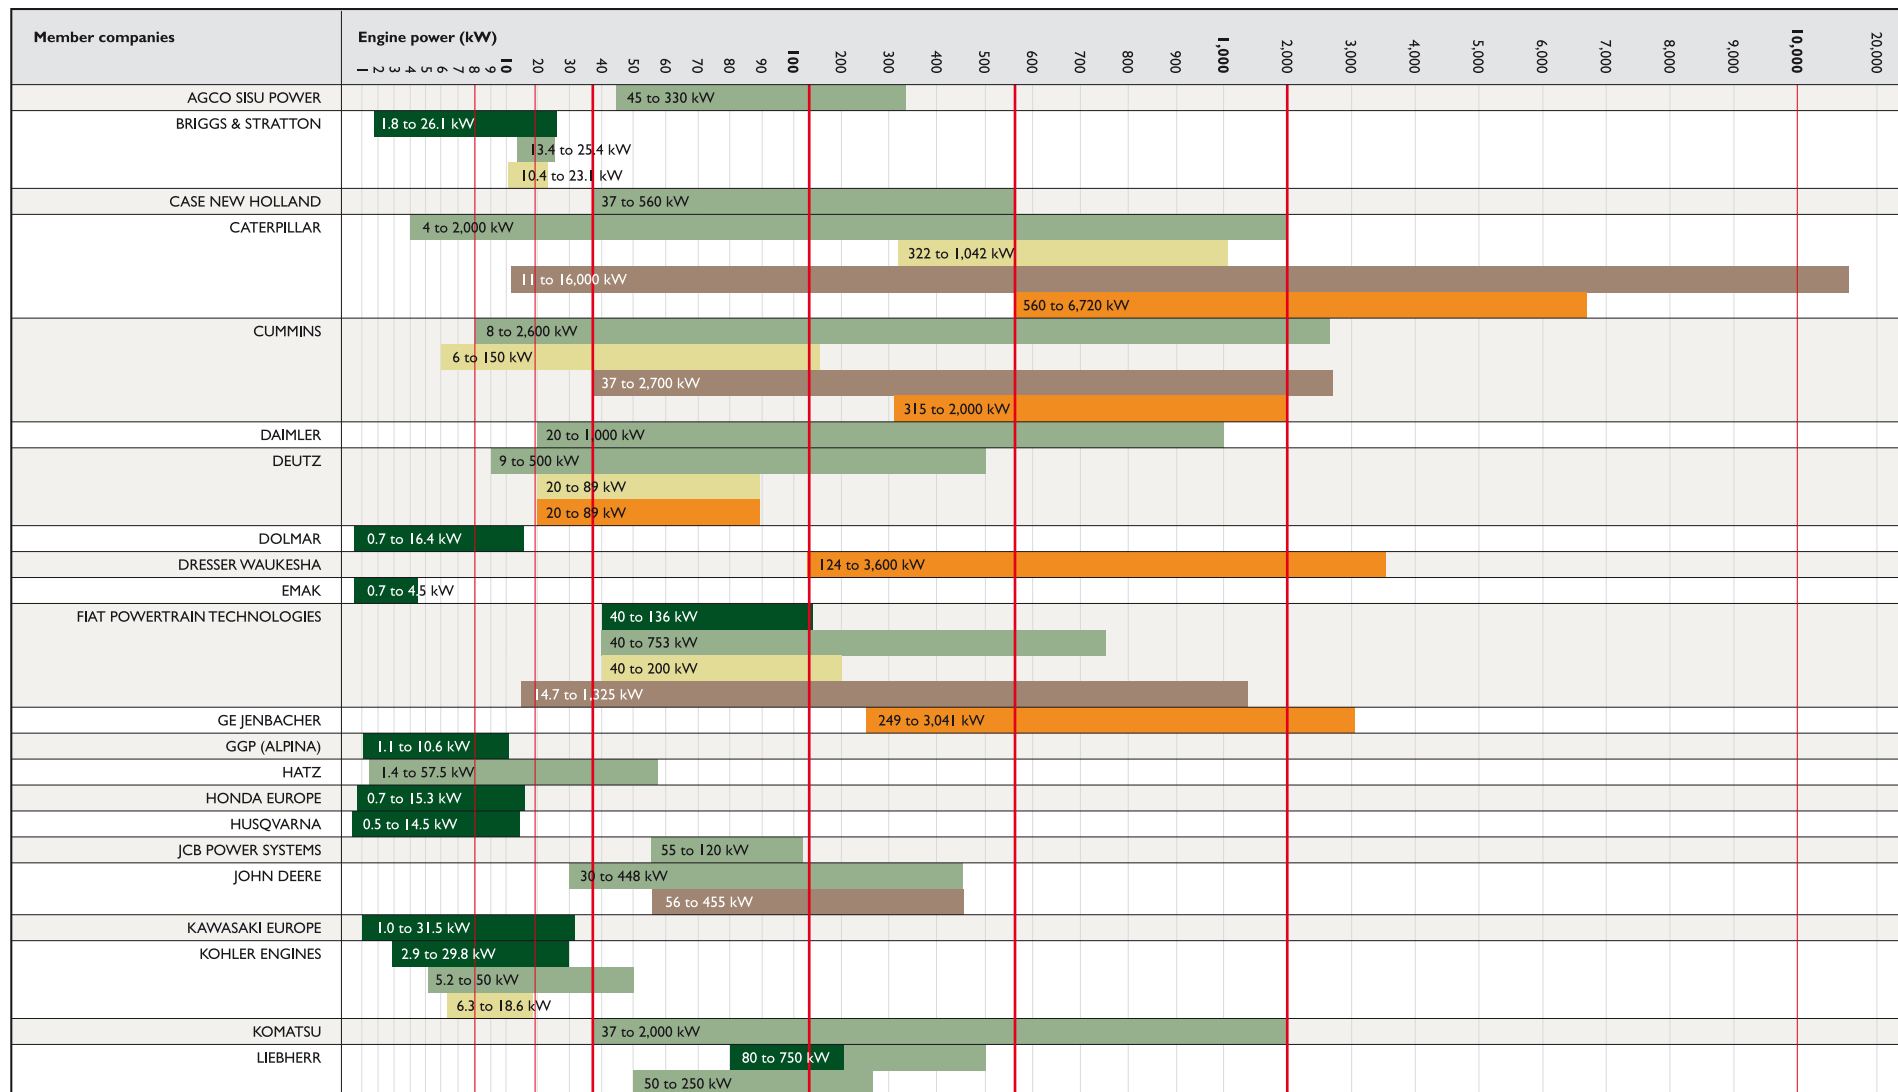 Member companies
Engine power (kW)
1 2 3 4 5 6 7 8 9 10 20 30 40 50 60 70 80 90 100 200 300 400 500 600 700 800 900 1,000 2,000 3,000 4,000 5,000 6,000 7,000 8,000 9,000 10,000 20,000
AGCO SISU POWER
45 to 330 kW
BRIGGS & STRATTON
1.8 to 26.1 kW
13.4 to 25.4 kW
10.4 to 23.1 kW
CASE NEW HOLLAND
37 to 560 kW
CATERPILLAR
4 to 2,000 kW
322 to 1,042 kW
11 to 16,000 kW
560 to 6,720 kW
CUMMINS
8 to 2,600 kW
6 to 150 kW
37 to 2,700 kW
315 to 2,000 kW
DAIMLER
20 to 1,000 kW
DEUTZ
9 to 500 kW
20 to 89 kW
20 to 89 kW
DOLMAR
0.7 to 16.4 kW
DRESSER WAUKESHA
124 to 3,600 kW
EMAK
0.7 to 4.5 kW
FIAT POWERTRAIN TECHNOLOGIES
40 to 136 kW
40 to 753 kW
40 to 200 kW
14.7 to 1,325 kW
GE JENBACHER
249 to 3,041 kW
GGP (ALPINA)
1.1 to 10.6 kW
HATZ
1.4 to 57.5 kW
HONDA EUROPE
0.7 to 15.3 kW
HUSQVARNA
0.5 to 14.5 kW
JCB POWER SYSTEMS
55 to 120 kW
JOHN DEERE
30 to 448 kW
56 to 455 kW
KAWASAKI EUROPE
1.0 to 31.5 kW
KOHLER ENGINES
2.9 to 29.8 kW
5.2 to 50 kW
6.3 to 18.6 kW
KOMATSU
37 to 2,000 kW
LIEBHERR
80 to 750 kW
50 to 250 kW